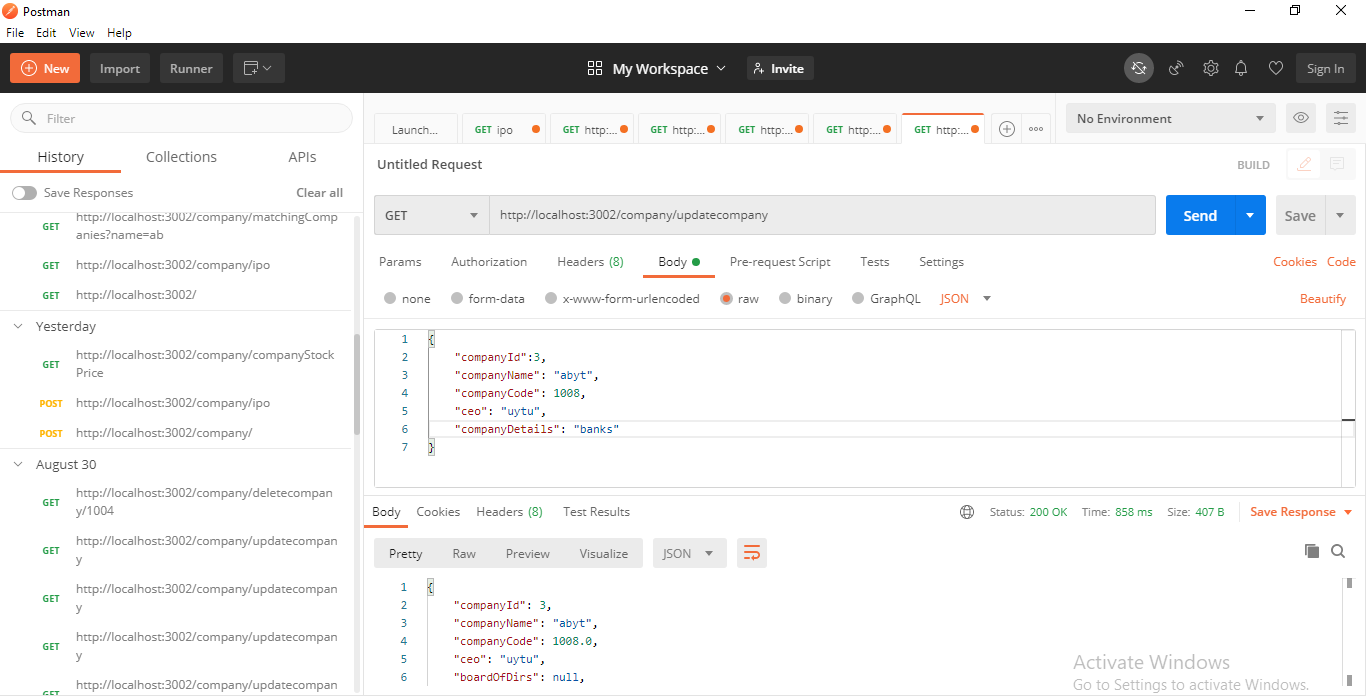 Postman
File Edit View Help
New Import Runner My Workspace Invite Sign In
Filter
History Collections APIs
Save Responses Clear all
GET http://localhost:3002/company/matchingComp
anies?name=ab
GET http://localhost:3002/company/ipo
GET http://localhost:3002/
Yesterday
GET http://localhost:3002/company/companyStock
Price
POST http://localhost:3002/company/ipo
POST http://localhost:3002/company/
August 30
GET http://localhost:3002/company/deletecompan
y/1004
GET http://localhost:3002/company/updatecompan
y
GET http://localhost:3002/company/updatecompan
y
GET http://localhost:3002/company/updatecompan
y
GET http://localhost:3002/company/updatecompan
Launch... GET ipo GET http:... GET http:... GET http:... GET http:... GET http:... No Environment
Untitled Request BUILD
GET http://localhost:3002/company/updatecompany Send Save
Params Authorization Headers (8) Body Pre-request Script Tests Settings Cookies Code
none form-data x-www-form-urlencoded raw binary GraphQL JSON Beautify
1 {
2 "companyId":3,
3 "companyName": "abyt",
4 "companyCode": 1008,
5 "ceo": "uytu",
6 "companyDetails": "banks"
7 }
Body Cookies Headers (8) Test Results Status: 200 OK Time: 858 ms Size: 407 B Save Response
Pretty Raw Preview Visualize JSON
1 {
2 "companyId": 3,
3 "companyName": "abyt",
4 "companyCode": 1008.0,
5 "ceo": "uytu",
6 "boardOfDirs": null,
Activate Windows
Go to Settings to activate Windows.